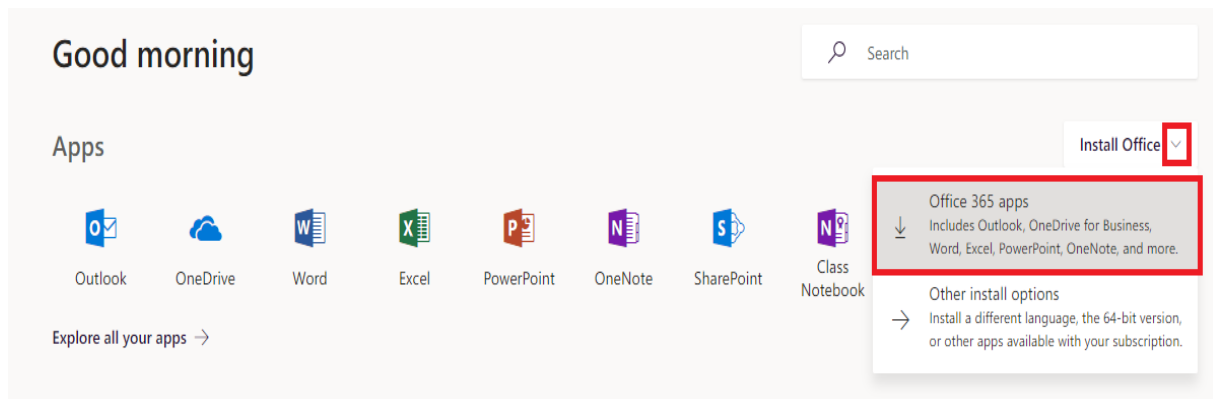 Good morning
Search
Apps
Install Office
Outlook
OneDrive
Word
Excel
PowerPoint
OneNote
SharePoint
Class
Notebook
Office 365 apps
Includes Outlook, OneDrive for Business,
Word, Excel, PowerPoint, OneNote, and more.
Other install options
Install a different language, the 64-bit version,
or other apps available with your subscription.
Explore all your apps →